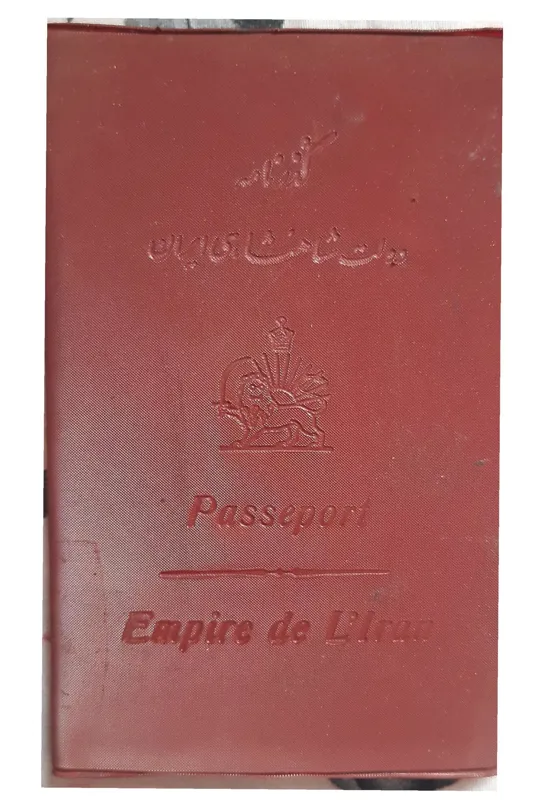 گذرنامه
دولت شاهنشاهی ایران
Passeport
Empire de L'Iran